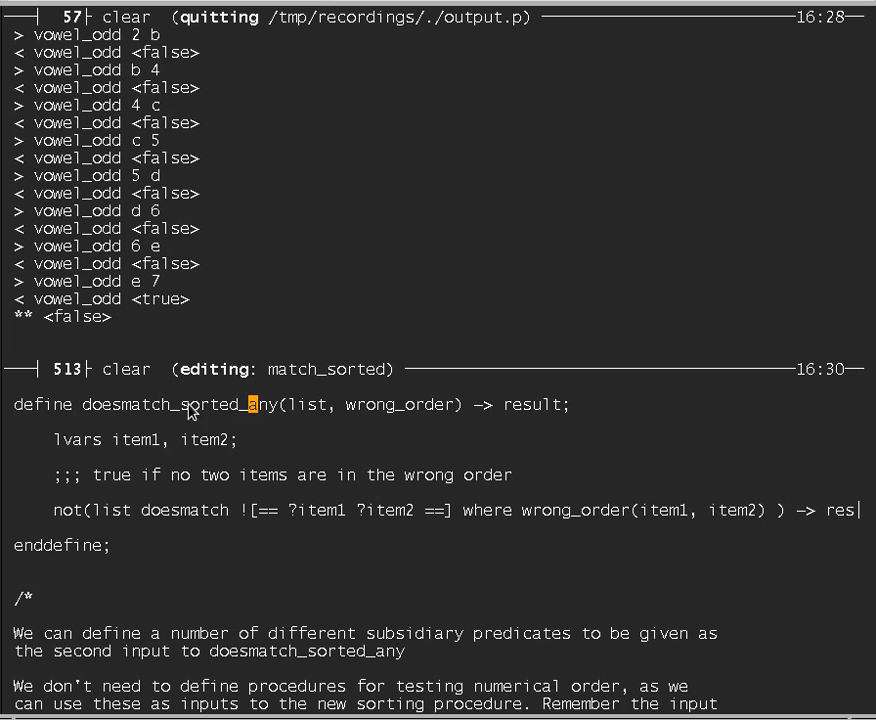 57 clear (quitting /tmp/recordings/./output.p) 16:28
> vowel_odd 2 b
< vowel_odd <false>
> vowel_odd b 4
< vowel_odd <false>
> vowel_odd 4 c
< vowel_odd <false>
> vowel_odd c 5
< vowel_odd <false>
> vowel_odd 5 d
< vowel_odd <false>
> vowel_odd d 6
< vowel_odd <false>
> vowel_odd 6 e
< vowel_odd <false>
> vowel_odd e 7
< vowel_odd <true>
** <false>
513 clear (editing: match_sorted) 16:30
define doesmatch_sorted_any(list, wrong_order) -> result;
lvars item1, item2;
;;; true if no two items are in the wrong order
not(list doesmatch ![== ?item1 ?item2 ==] where wrong_order(item1, item2) ) -> res
enddefine;
/*
We can define a number of different subsidiary predicates to be given as
the second input to doesmatch_sorted_any
We don't need to define procedures for testing numerical order, as we
can use these as inputs to the new sorting procedure. Remember the input